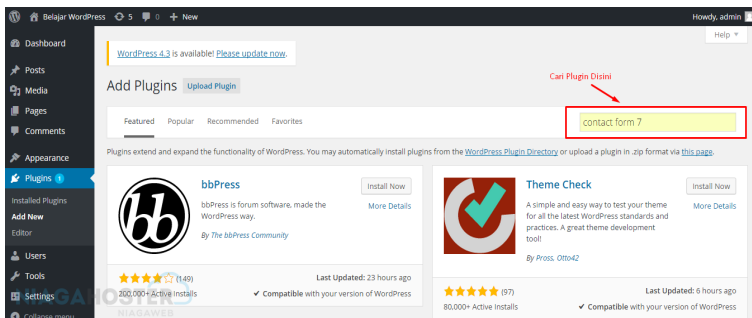 Belajar WordPress 5 0 + New Howdy, admin
Help
Dashboard
Posts
Media
Pages
Comments
Appearance
Plugins 1
Installed Plugins
Add New
Editor
Users
Tools
Settings
Collapse menu
WordPress 4.3 is available! Please update now.
Add Plugins Upload Plugin
Cari Plugin Disini
Featured Popular Recommended Favorites
contact form 7
Plugins extend and expand the functionality of WordPress. You may automatically install plugins from the WordPress Plugin Directory or upload a plugin in .zip format via this page.
bb
bbPress
Install Now
More Details
bbPress is forum software, made the
WordPress way.
By The bbPress Community
(149)
Last Updated: 23 hours ago
200,000+ Active Installs
✔ Compatible with your version of WordPress
Theme Check
Install Now
More Details
A simple and easy way to test your theme
for all the latest WordPress standards and
practices. A great theme development
tool!
By Pross, Otto42
(97)
Last Updated: 6 hours ago
80,000+ Active Installs
✔ Compatible with your version of WordPress
NIAGAHOSTER
NIAGAWEB